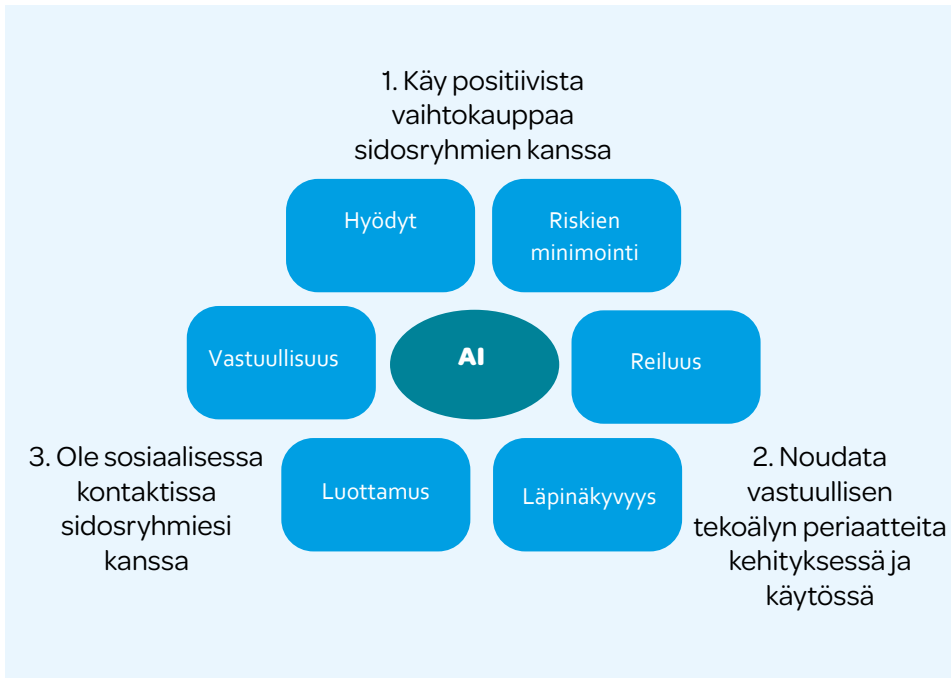 1. Käy positiivista
vaihtokauppaa
sidosryhmien kanssa
Hyödyt
Riskien
minimointi
Vastuullisuus
AI
Reiluus
3. Ole sosiaalisessa
kontaktissa
sidosryhmiesi
kanssa
Luottamus
Läpinäkyvyys
2. Noudata
vastuullisen
tekoälyn periaatteita
kehityksessä ja
käytössä